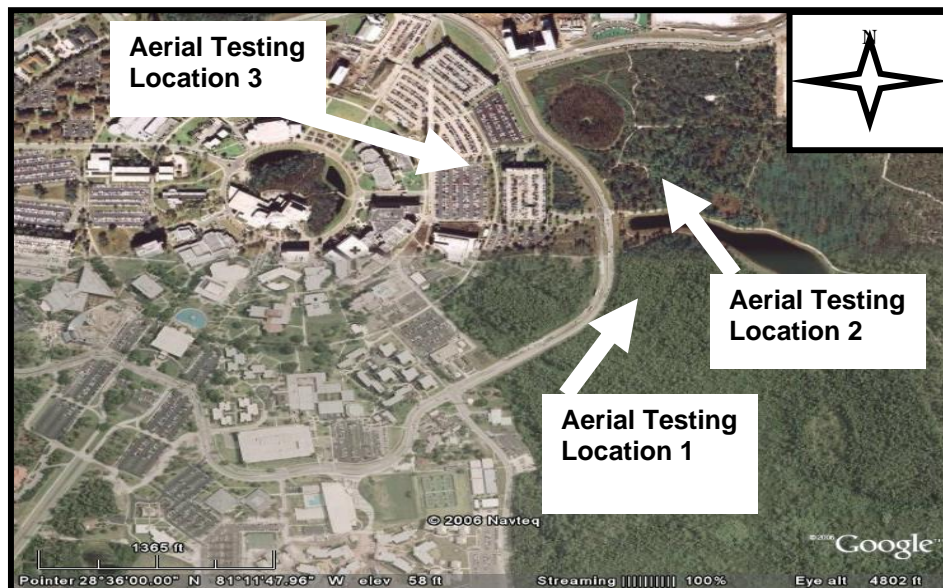 Aerial Testing
Location 3
N
Aerial Testing
Location 2
Aerial Testing
Location 1
© 2006 Navteq
1365 ft
©2006 Google™
Pointer 28°36'00.00" N 81°11'47.96" W elev 58 ft Streaming ||||||||| 100% Eye alt 4802 ft